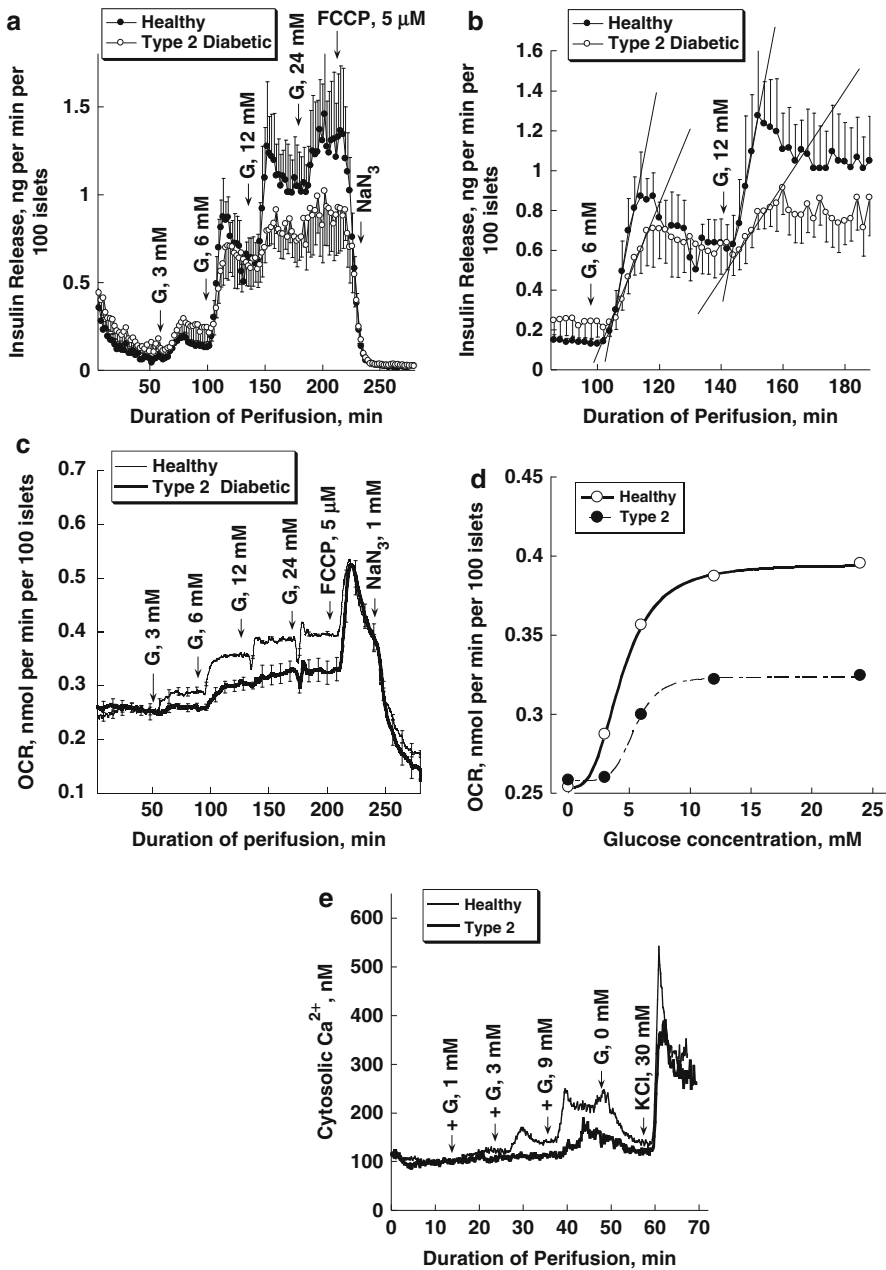 a
Healthy
Type 2 Diabetic
FCCP, 5 µM
G, 24 mM
G, 12 mM
NaN3
G, 6 mM
G, 3 mM
1.5
1
0.5
0
50
100
150
200
250
Insulin Release, ng per min per
100 islets
Duration of Perifusion, min
b
Healthy
Type 2 Diabetic
G, 12 mM
G, 6 mM
1.6
1.4
1.2
1
0.8
0.6
0.4
0.2
0
100
120
140
160
180
Insulin Release, ng per min per
100 islets
Duration of Perifusion, min
c
Healthy
Type 2 Diabetic
G, 3 mM
G, 6 mM
G, 12 mM
G, 24 mM
FCCP, 5 µM
NaN3, 1 mM
0.7
0.6
0.5
0.4
0.3
0.2
0.1
0
50
100
150
200
250
OCR, nmol per min per 100 islets
Duration of perifusion, min
d
Healthy
Type 2
0.45
0.4
0.35
0.3
0.25
0
5
10
15
20
25
OCR, nmol per min per 100 islets
Glucose concentration, mM
e
Healthy
Type 2
+ G, 1 mM
+ G, 3 mM
+ G, 9 mM
G, 0 mM
KCl, 30 mM
600
500
400
300
200
100
0
0
10
20
30
40
50
60
70
Cytosolic Ca2+, nM
Duration of Perifusion, min